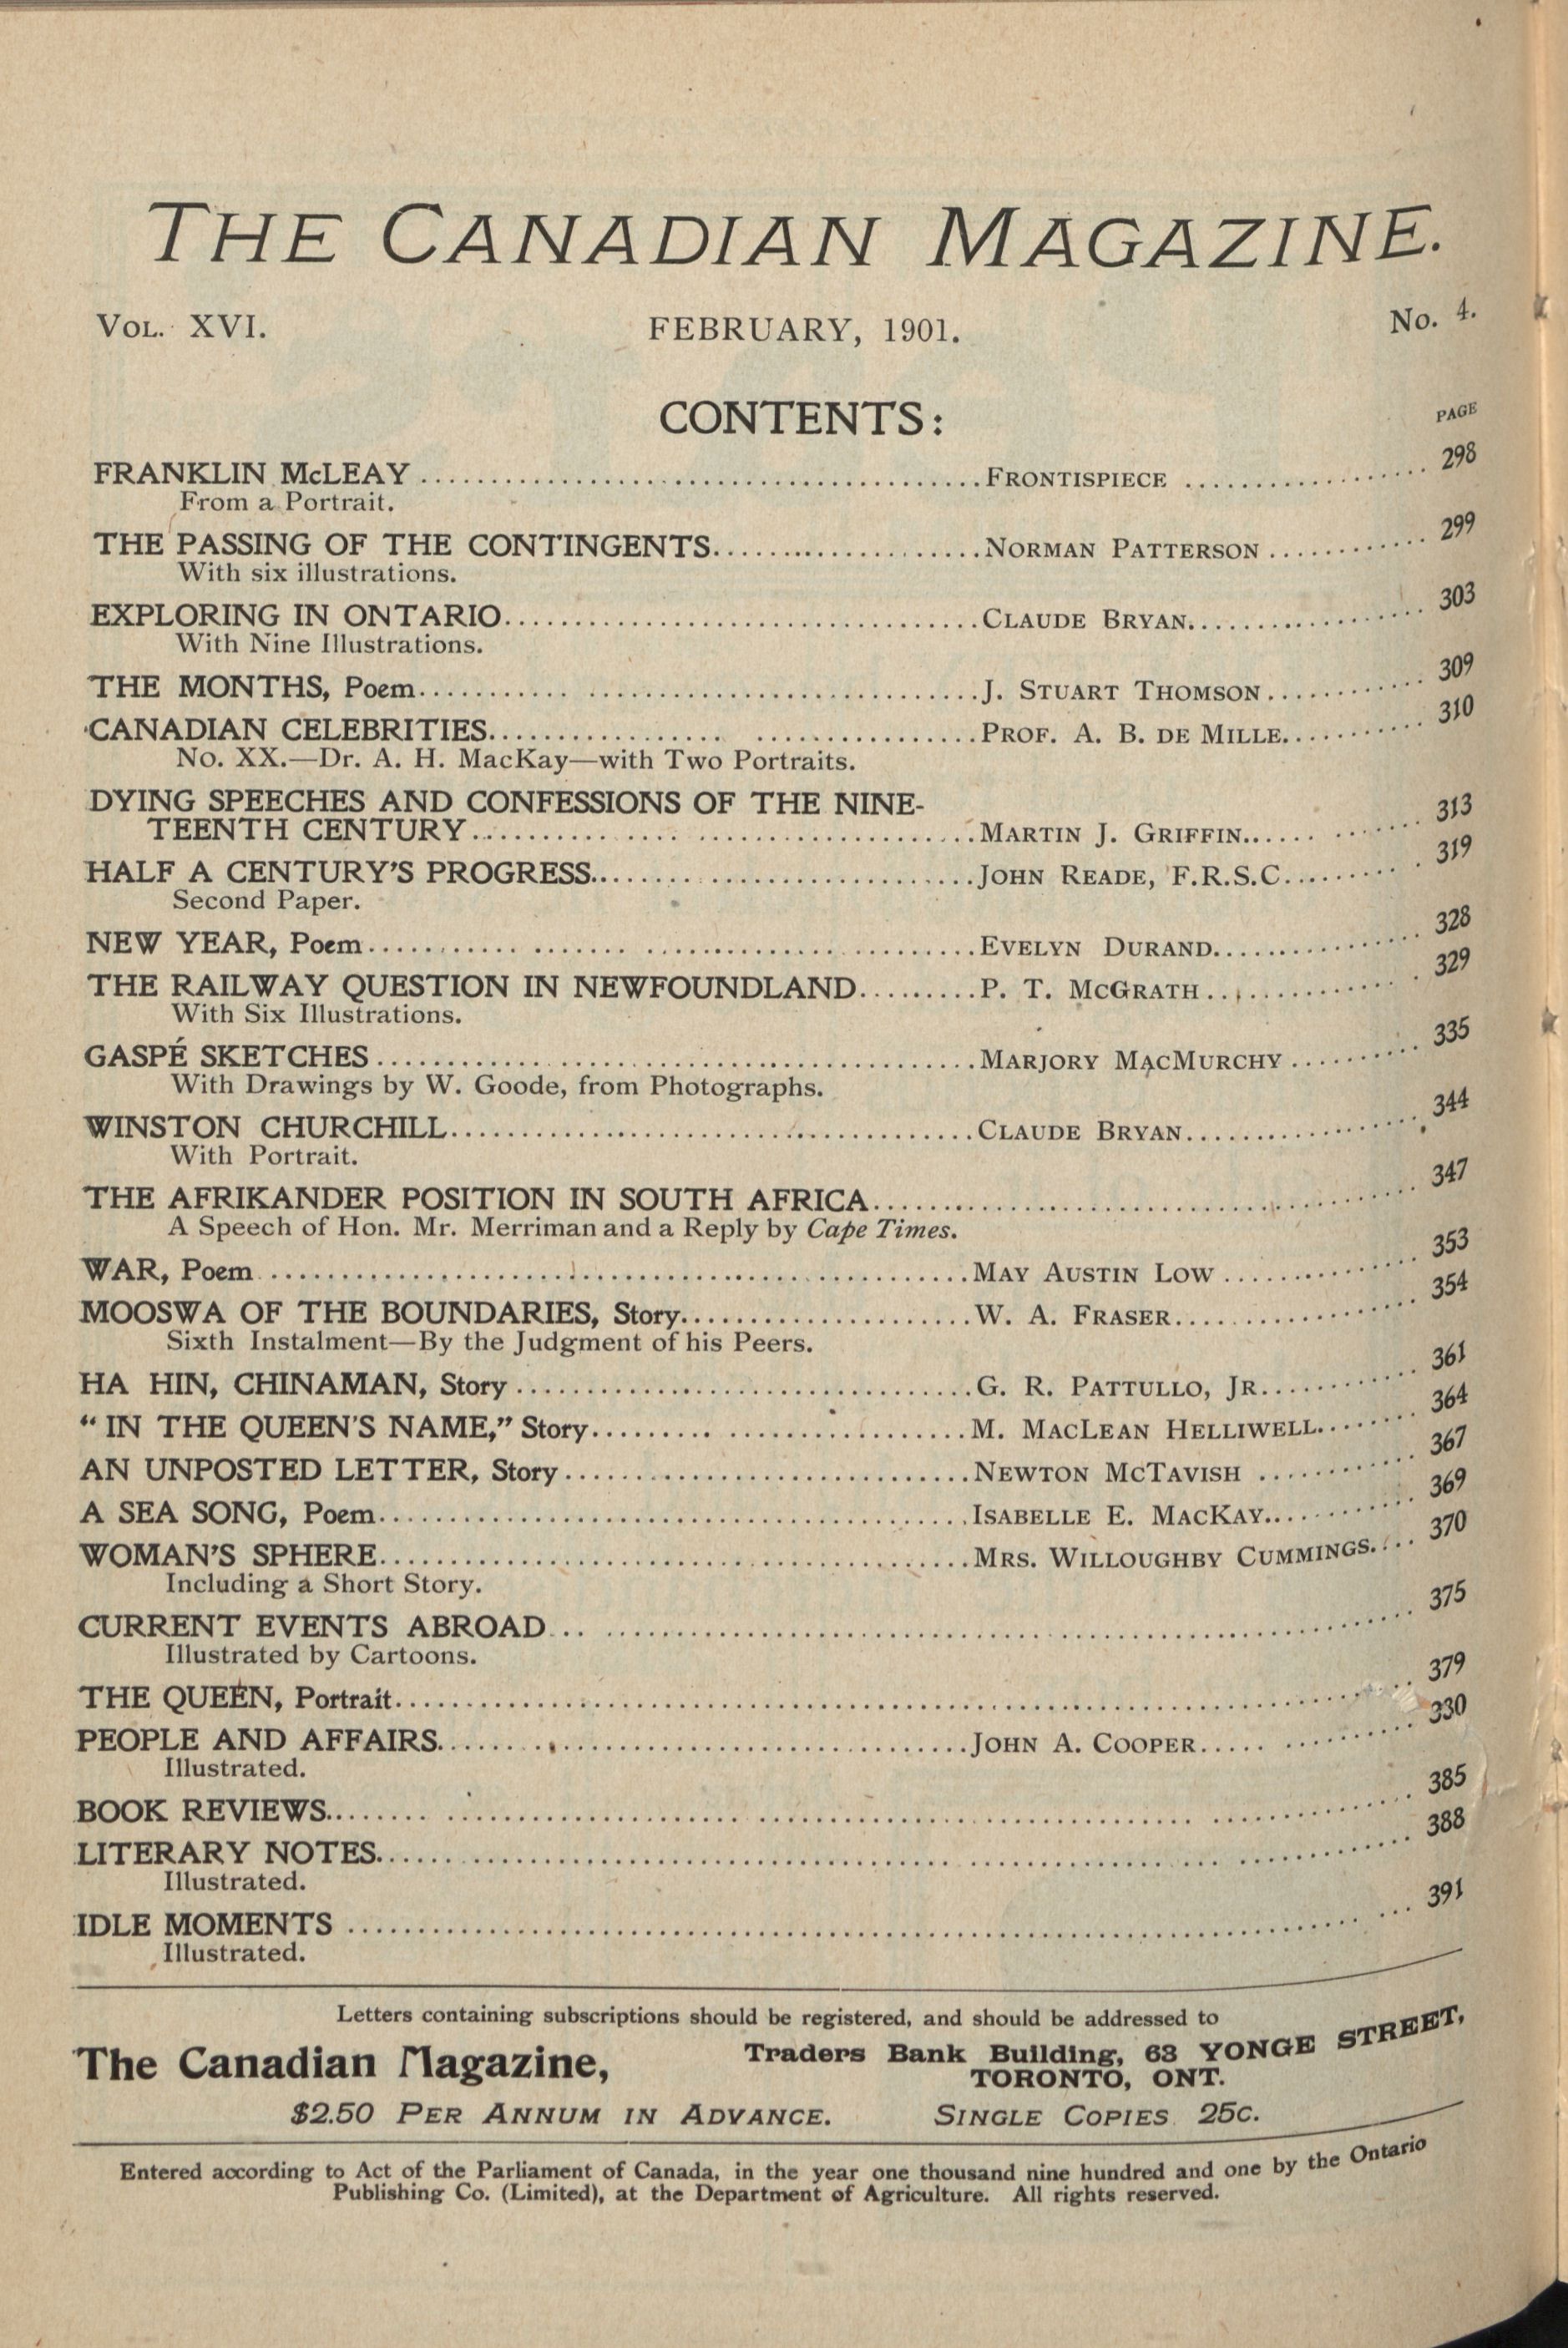 THE CANADIAN MAGAZINE.
VOL. XVI. FEBRUARY, 1901. No. 4.
CONTENTS:
PAGE
FRANKLIN McLEAY ........ FRONTISPIECE ........ 298
From a Portrait.
THE PASSING OF THE CONTINGENTS........ NORMAN PATTERSON ........ 299
With six illustrations.
EXPLORING IN ONTARIO........ CLAUDE BRYAN........ 303
With Nine Illustrations.
THE MONTHS, Poem........ J. STUART THOMSON........ 309
CANADIAN CELEBRITIES........ PROF. A. B. DE MILLE........ 310
No. XX.—Dr. A. H. MacKay—with Two Portraits.
DYING SPEECHES AND CONFESSIONS OF THE NINE-
TEENTH CENTURY........ MARTIN J. GRIFFIN........ 313
HALF A CENTURY'S PROGRESS........ JOHN READE, F.R.S.C........ 319
Second Paper.
NEW YEAR, Poem........ EVELYN DURAND........ 328
THE RAILWAY QUESTION IN NEWFOUNDLAND........ P. T. McGRATH........ 329
With Six Illustrations.
GASPÉ SKETCHES ........ MARJORY MACMURCHY ........ 335
With Drawings by W. Goode, from Photographs.
WINSTON CHURCHILL........ CLAUDE BRYAN........ 344
With Portrait.
THE AFRIKANDER POSITION IN SOUTH AFRICA........ 347
A Speech of Hon. Mr. Merriman and a Reply by Cape Times.
WAR, Poem ........ MAY AUSTIN LOW ........ 353
MOOSWA OF THE BOUNDARIES, Story........ W. A. FRASER........ 354
Sixth Instalment—By the Judgment of his Peers.
HA HIN, CHINAMAN, Story ........ G. R. PATTULLO, JR........ 361
"IN THE QUEEN'S NAME," Story........ M. MACLEAN HELLIWELL........ 364
AN UNPOSTED LETTER, Story........ NEWTON McTAVISH ........ 367
A SEA SONG, Poem........ ISABELLE E. MACKAY........ 369
WOMAN'S SPHERE........ MRS. WILLOUGHBY CUMMINGS........ 370
Including a Short Story.
CURRENT EVENTS ABROAD........ 375
Illustrated by Cartoons.
THE QUEEN, Portrait........ 379
PEOPLE AND AFFAIRS........ JOHN A. COOPER........ 330
Illustrated.
BOOK REVIEWS........ 385
LITERARY NOTES........ 388
Illustrated.
IDLE MOMENTS ........ 391
Illustrated.
Letters containing subscriptions should be registered, and should be addressed to
The Canadian Magazine, Traders Bank Building, 63 YONGE STREET,
TORONTO, ONT.
$2.50 PER ANNUM IN ADVANCE. SINGLE COPIES 25C.
Entered according to Act of the Parliament of Canada, in the year one thousand nine hundred and one by the Ontario
Publishing Co. (Limited), at the Department of Agriculture. All rights reserved.